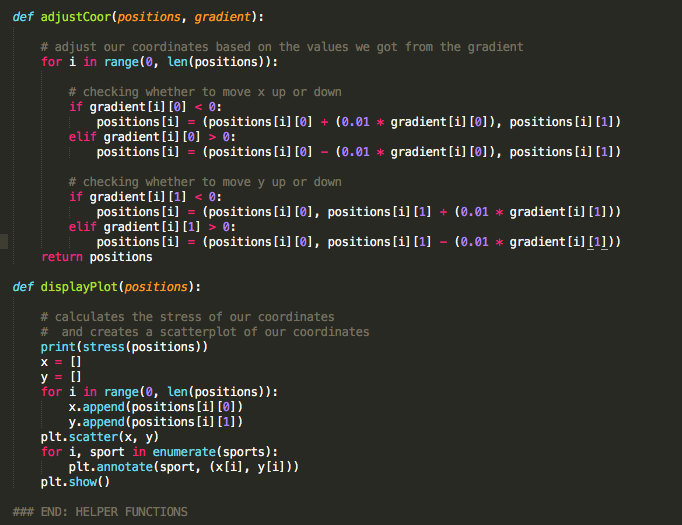 def adjustCoor(positions, gradient):
# adjust our coordinates based on the values we got from the gradient
for i in range(0, len(positions)):
# checking whether to move x up or down
if gradient[i][0] < 0:
positions[i] = (positions[i][0] + (0.01 * gradient[i][0]), positions[i][1])
elif gradient[i][0] > 0:
positions[i] = (positions[i][0] - (0.01 * gradient[i][0]), positions[i][1])
# checking whether to move y up or down
if gradient[i][1] < 0:
positions[i] = (positions[i][0], positions[i][1] + (0.01 * gradient[i][1]))
elif gradient[i][1] > 0:
positions[i] = (positions[i][0], positions[i][1] - (0.01 * gradient[i][1]))
return positions
def displayPlot(positions):
# calculates the stress of our coordinates
#  and creates a scatterplot of our coordinates
print(stress(positions))
x = []
y = []
for i in range(0, len(positions)):
x.append(positions[i][0])
y.append(positions[i][1])
plt.scatter(x, y)
for i, sport in enumerate(sports):
plt.annotate(sport, (x[i], y[i]))
plt.show()
### END: HELPER FUNCTIONS